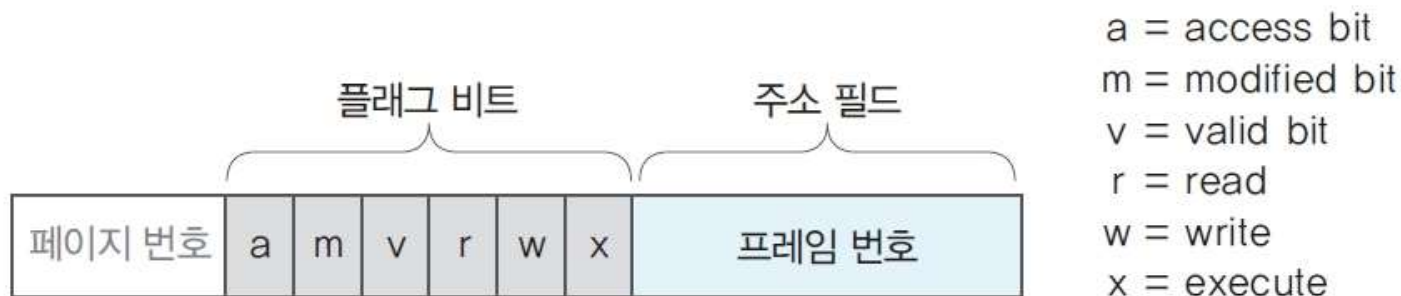 플래그 비트 주소 필드
페이지 번호 a m v r w x 프레임 번호
a = access bit
m = modified bit
v = valid bit
r = read
w = write
x = execute